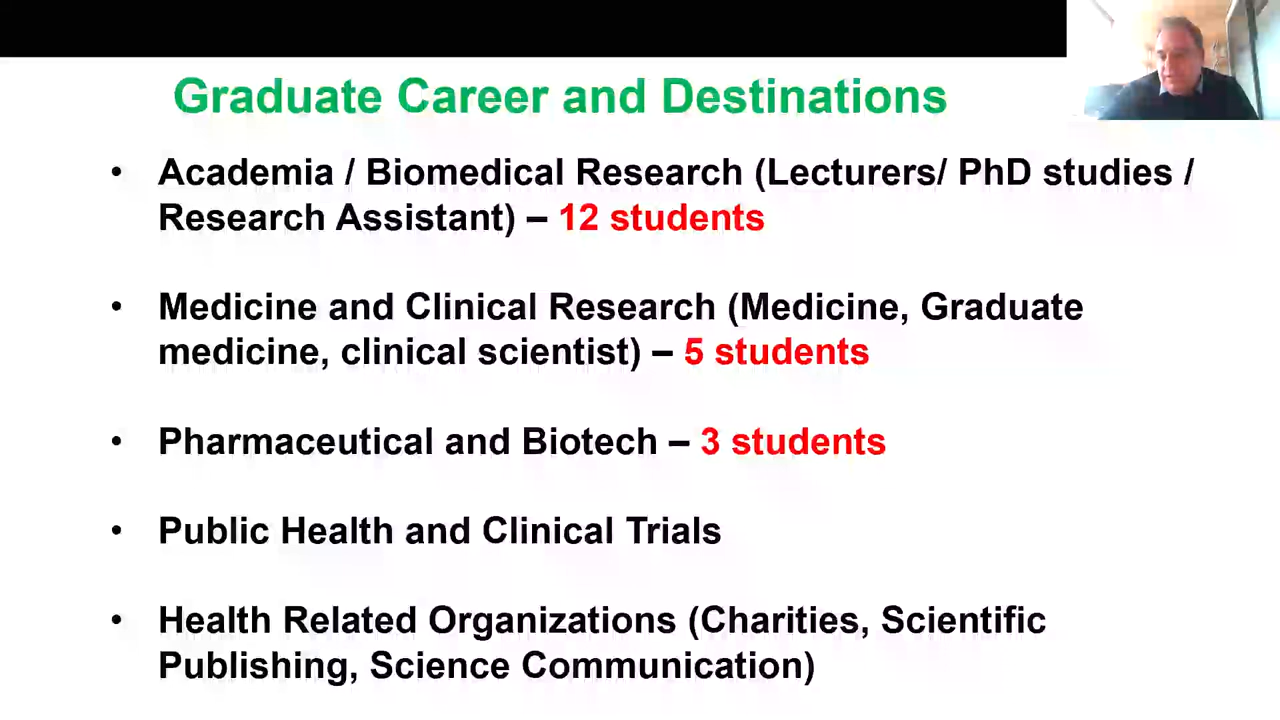 Graduate Career and Destinations
• Academia / Biomedical Research (Lecturers/ PhD studies /
Research Assistant) – 12 students
• Medicine and Clinical Research (Medicine, Graduate
medicine, clinical scientist) – 5 students
• Pharmaceutical and Biotech – 3 students
• Public Health and Clinical Trials
• Health Related Organizations (Charities, Scientific
Publishing, Science Communication)